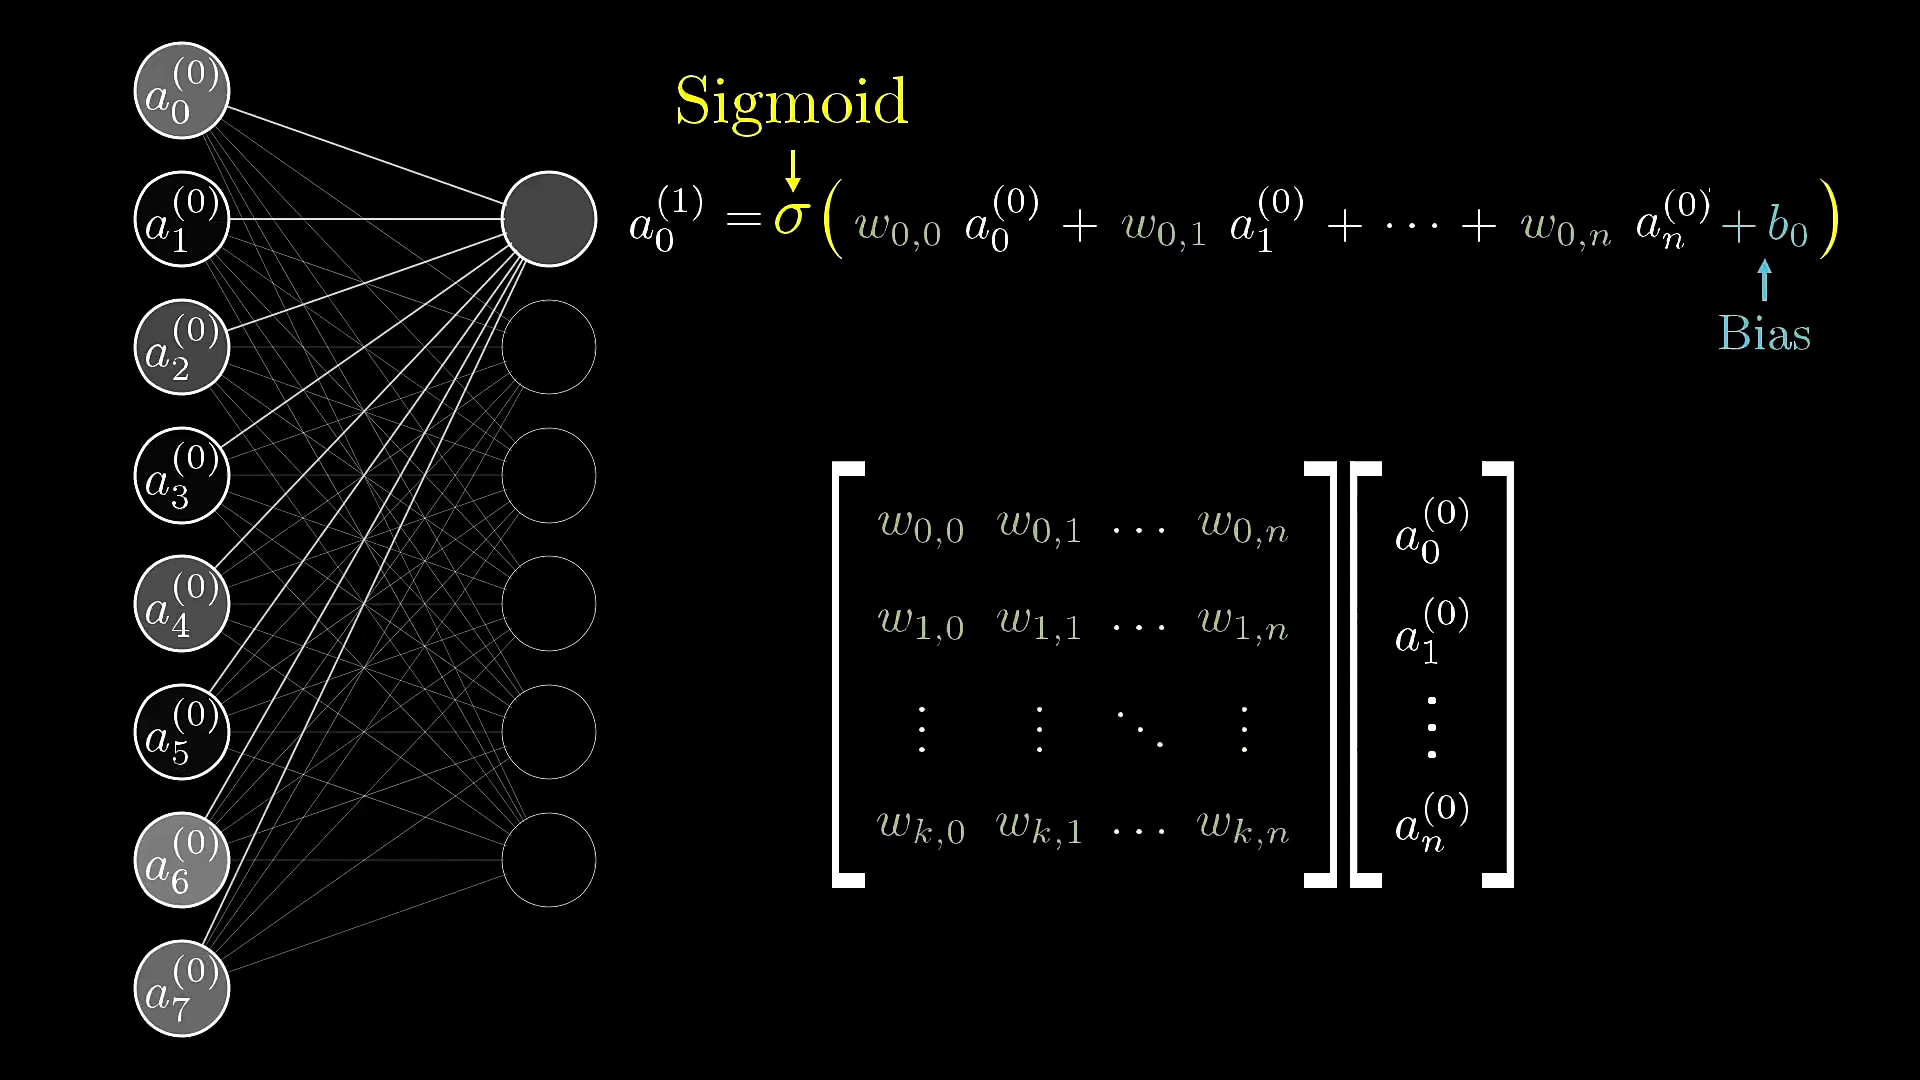 Sigmoid
a_0^{(1)} = σ ( w_{0,0} a_0^{(0)} + w_{0,1} a_1^{(0)} + ⋯ + w_{0,n} a_n^{(0)} + b_0 )
Bias
a_0^{(0)}
a_1^{(0)}
a_2^{(0)}
a_3^{(0)}
a_4^{(0)}
a_5^{(0)}
a_6^{(0)}
a_7^{(0)}
w_{0,0} w_{0,1} … w_{0,n}
w_{1,0} w_{1,1} … w_{1,n}
⋮ ⋮ ⋱ ⋮
w_{k,0} w_{k,1} … w_{k,n}
a_0^{(0)}
a_1^{(0)}
⋮
a_n^{(0)}